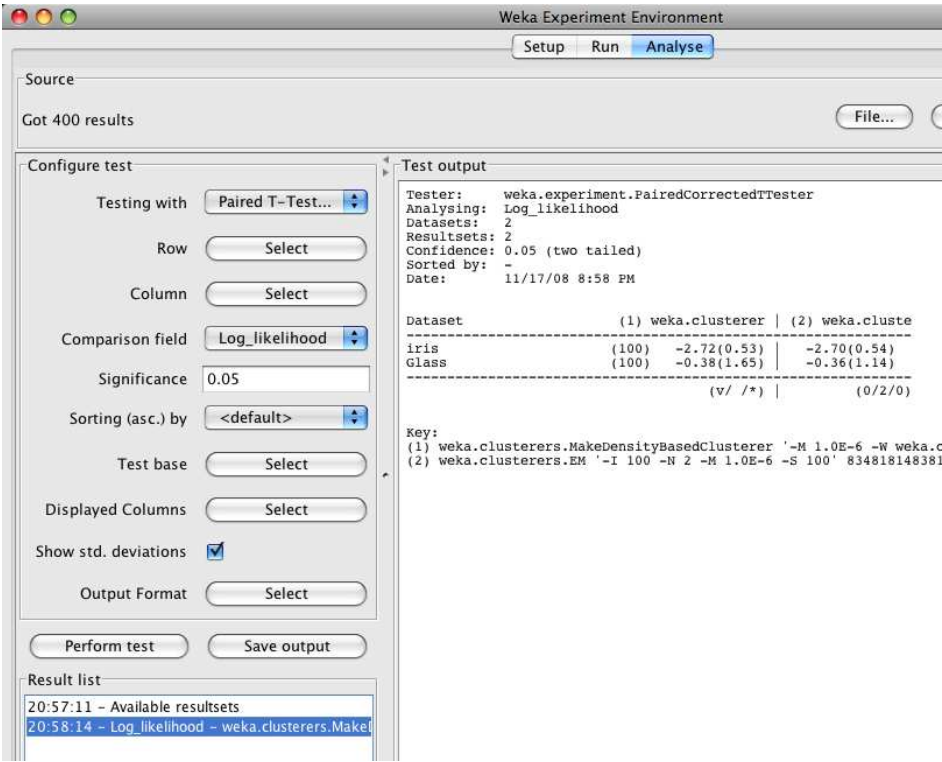 Weka Experiment Environment
Setup Run Analyse
Source
Got 400 results
File...
Configure test
Testing with Paired T-Test...
Row Select
Column Select
Comparison field Log_likelihood
Significance 0.05
Sorting (asc.) by <default>
Test base Select
Displayed Columns Select
Show std. deviations
Output Format Select
Perform test Save output
Result list
20:57:11 - Available resultsets
20:58:14 - Log_likelihood - weka.clusterers.Make
Test output
Tester: weka.experiment.PairedCorrectedTTester
Analysing: Log_likelihood
Datasets: 2
Resultsets: 2
Confidence: 0.05 (two tailed)
Sorted by: -
Date: 11/17/08 8:58 PM
Dataset (1) weka.clusterer | (2) weka.cluste
iris (100) -2.72(0.53) | -2.70(0.54)
Glass (100) -0.38(1.65) | -0.36(1.14)
(v/ /*) | (0/2/0)
Key:
(1) weka.clusterers.MakeDensityBasedClusterer '-M 1.0E-6 -W weka.c
(2) weka.clusterers.EM '-I 100 -N 2 -M 1.0E-6 -S 100' 834818148381